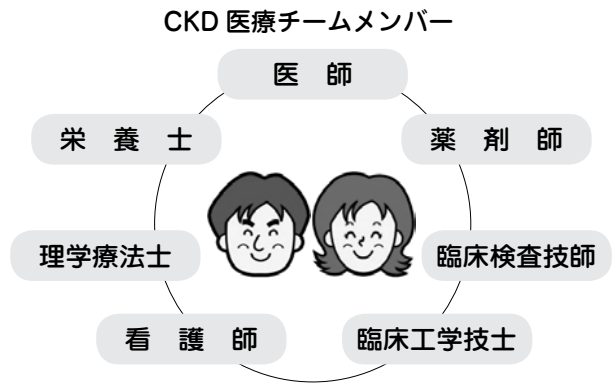 CKD 医療チームメンバー
医 師
栄 養 士
薬 剤 師
理学療法士
臨床検査技師
看 護 師
臨床工学技士